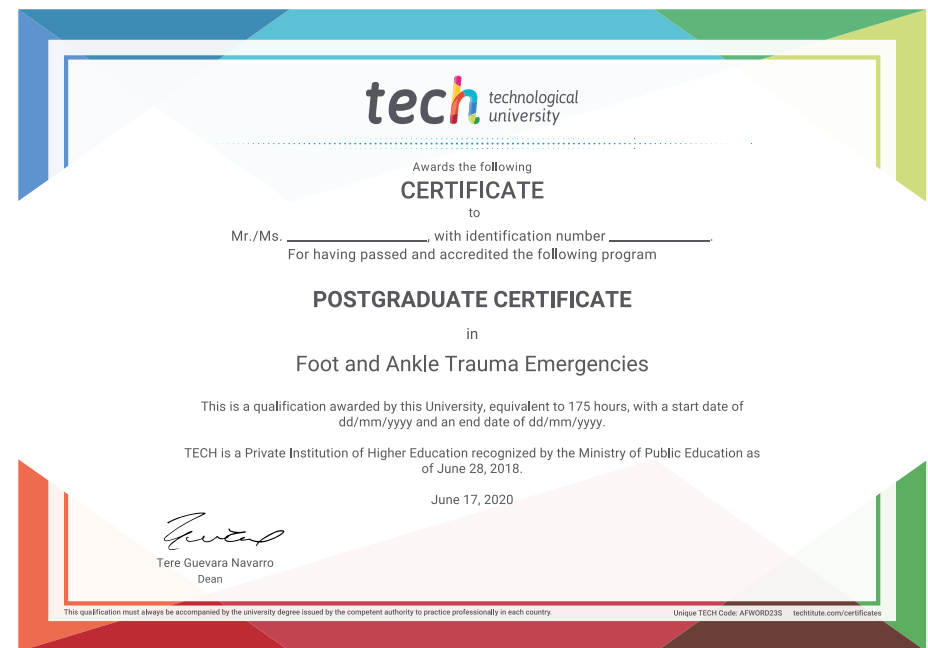 tech technological
university
Awards the following
CERTIFICATE
to
Mr./Ms. ____________, with identification number ____________.
For having passed and accredited the following program
POSTGRADUATE CERTIFICATE
in
Foot and Ankle Trauma Emergencies
This is a qualification awarded by this University, equivalent to 175 hours, with a start date of
dd/mm/yyyy and an end date of dd/mm/yyyy.
TECH is a Private Institution of Higher Education recognized by the Ministry of Public Education as
of June 28, 2018.
June 17, 2020
Tere Guevara Navarro
Dean
This qualification must always be accompanied by the university degree issued by the competent authority to practice professionally in each country.
Unique TECH Code: AFWORD23S techtitute.com/certificates